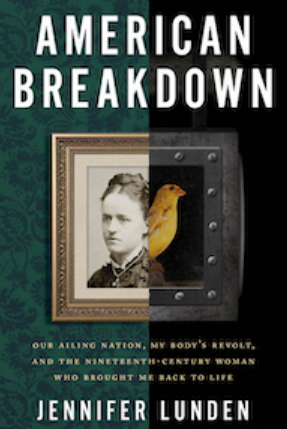 AMERICAN
BREAKDOWN
OUR AILING NATION, MY BODY'S REVOLT,
AND THE NINETEENTH-CENTURY WOMAN
WHO BROUGHT ME BACK TO LIFE
JENNIFER LUNDEN